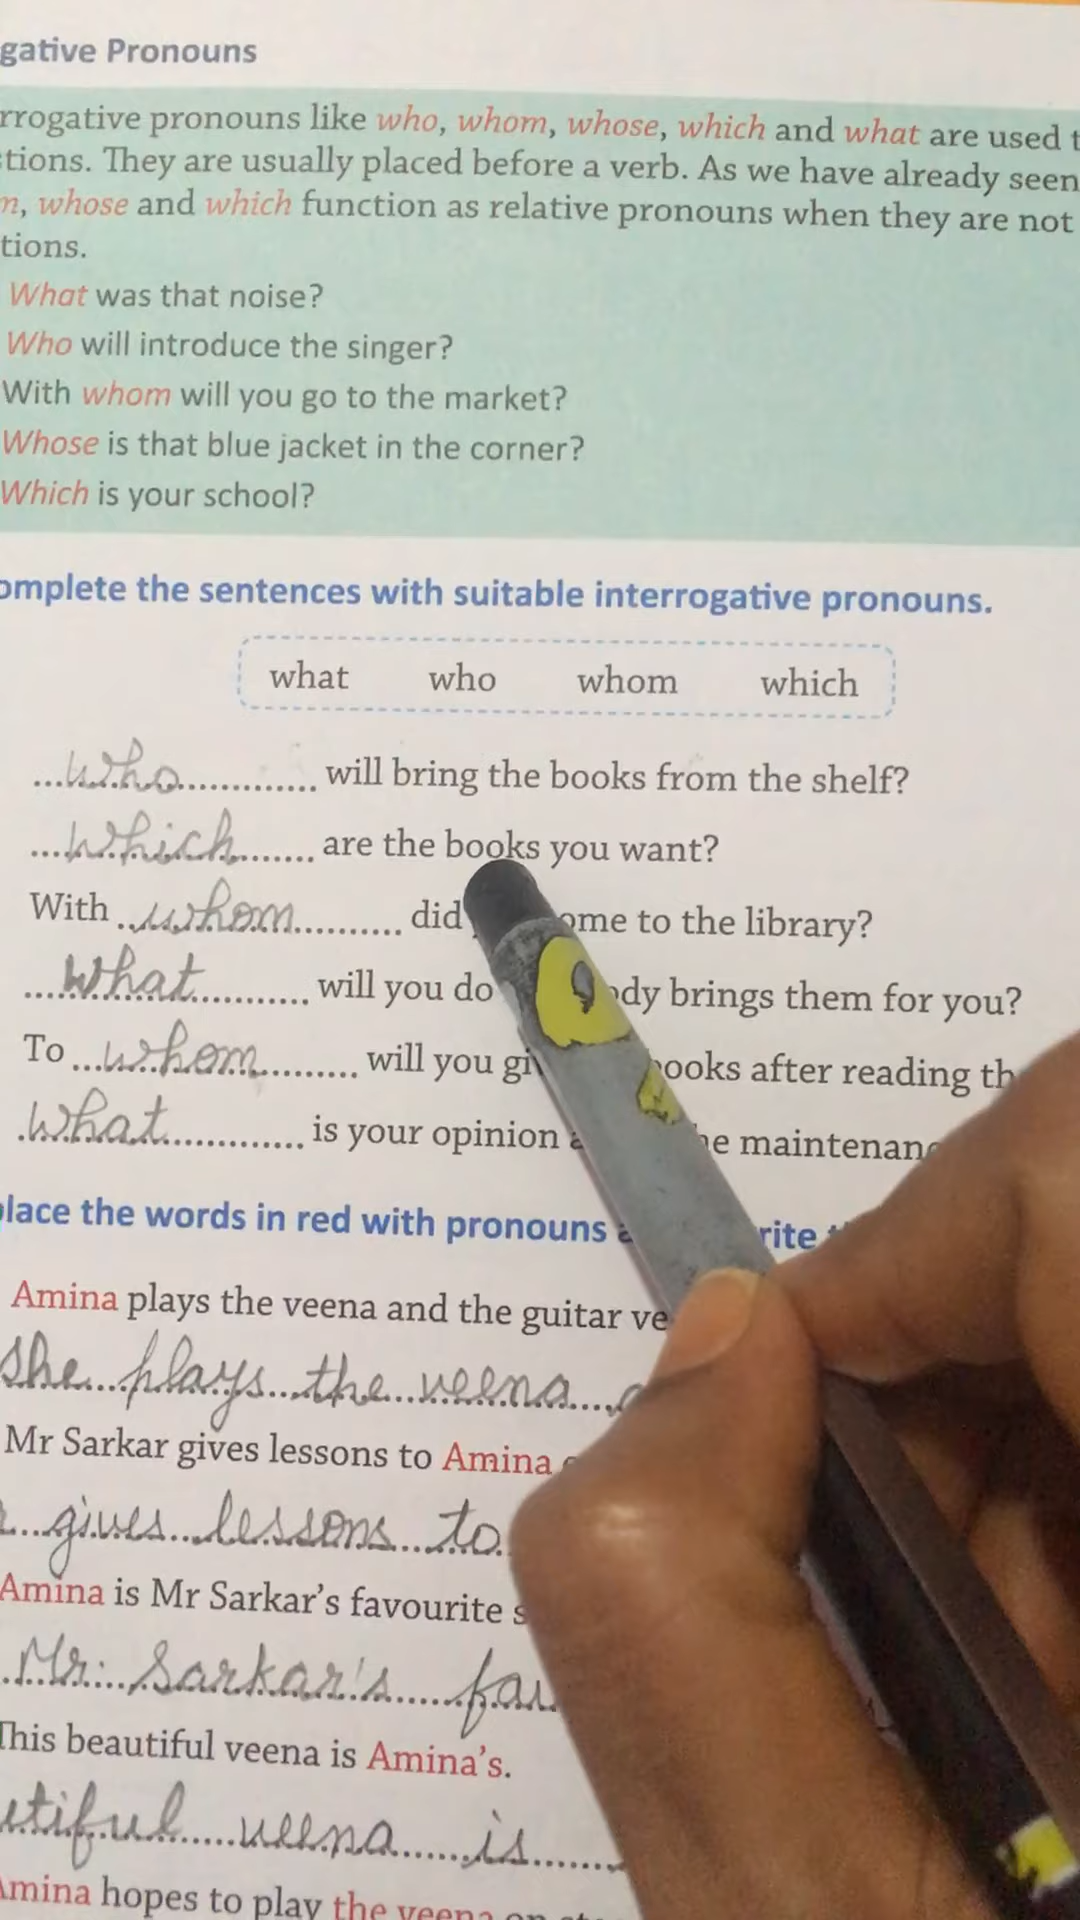 gative Pronouns
rrogative pronouns like who, whom, whose, which and what are used t
tions. They are usually placed before a verb. As we have already seen
m, whose and which function as relative pronouns when they are not
tions.
What was that noise?
Who will introduce the singer?
With whom will you go to the market?
Whose is that blue jacket in the corner?
Which is your school?
omplete the sentences with suitable interrogative pronouns.
what who whom which
...who............. will bring the books from the shelf?
...which........ are the books you want?
With ..whom.......... did ome to the library?
....what............ will you do dy brings them for you?
To ...whom.......... will you gi ooks after reading th
.what............. is your opinion a he maintenanc
place the words in red with pronouns a rite
Amina plays the veena and the guitar ve
she plays the veena
Mr Sarkar gives lessons to Amina
gives lessons to
Amina is Mr Sarkar's favourite s
Mr. Sarkar's fav
This beautiful veena is Amina's.
utiful veena is
Amina hopes to play the veena on st